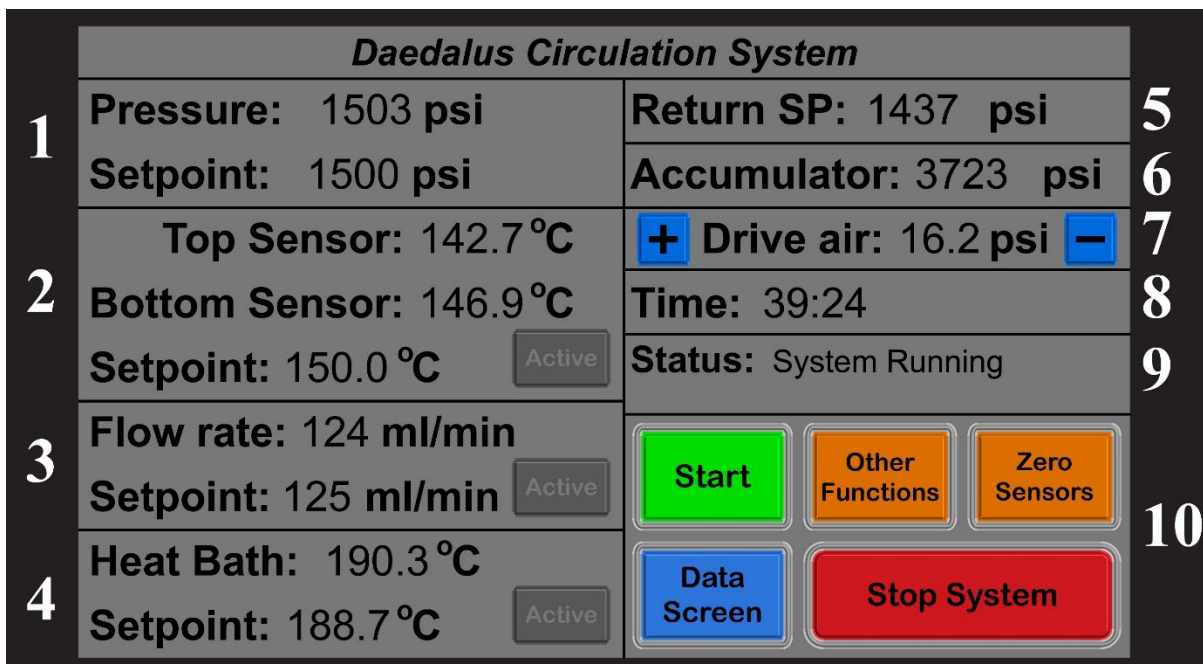 Daedalus Circulation System
1
Pressure: 1503 psi
Setpoint: 1500 psi
2
Top Sensor: 142.7 °C
Bottom Sensor: 146.9 °C
Setpoint: 150.0 °C Active
3
Flow rate: 124 ml/min
Setpoint: 125 ml/min Active
4
Heat Bath: 190.3 °C
Setpoint: 188.7 °C Active
Return SP: 1437 psi 5
Accumulator: 3723 psi 6
+ Drive air: 16.2 psi − 7
Time: 39:24 8
Status: System Running 9
Start
Other
Functions
Zero
Sensors
10
Data
Screen
Stop System